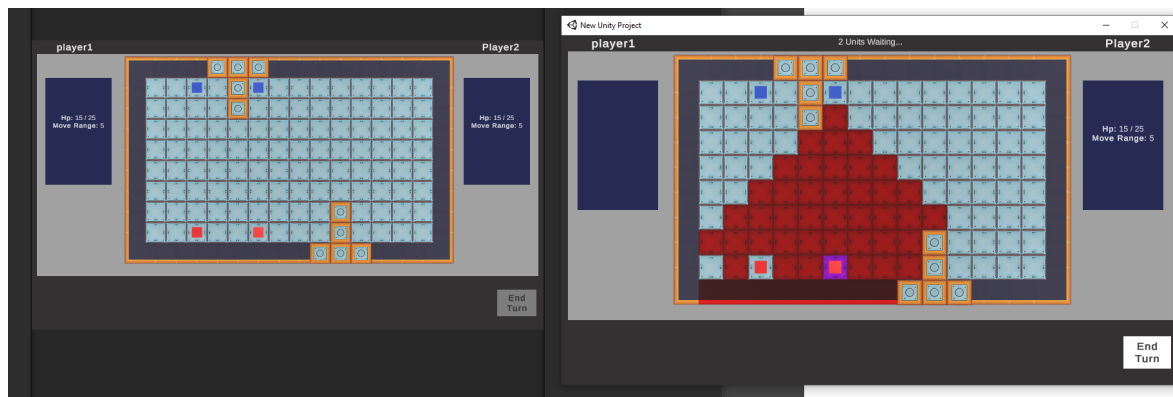 player1
Player2
Hp: 15 / 25
Move Range: 5
Hp: 15 / 25
Move Range: 5
End
Turn
New Unity Project
player1
2 Units Waiting...
Player2
Hp: 15 / 25
Move Range: 5
End
Turn